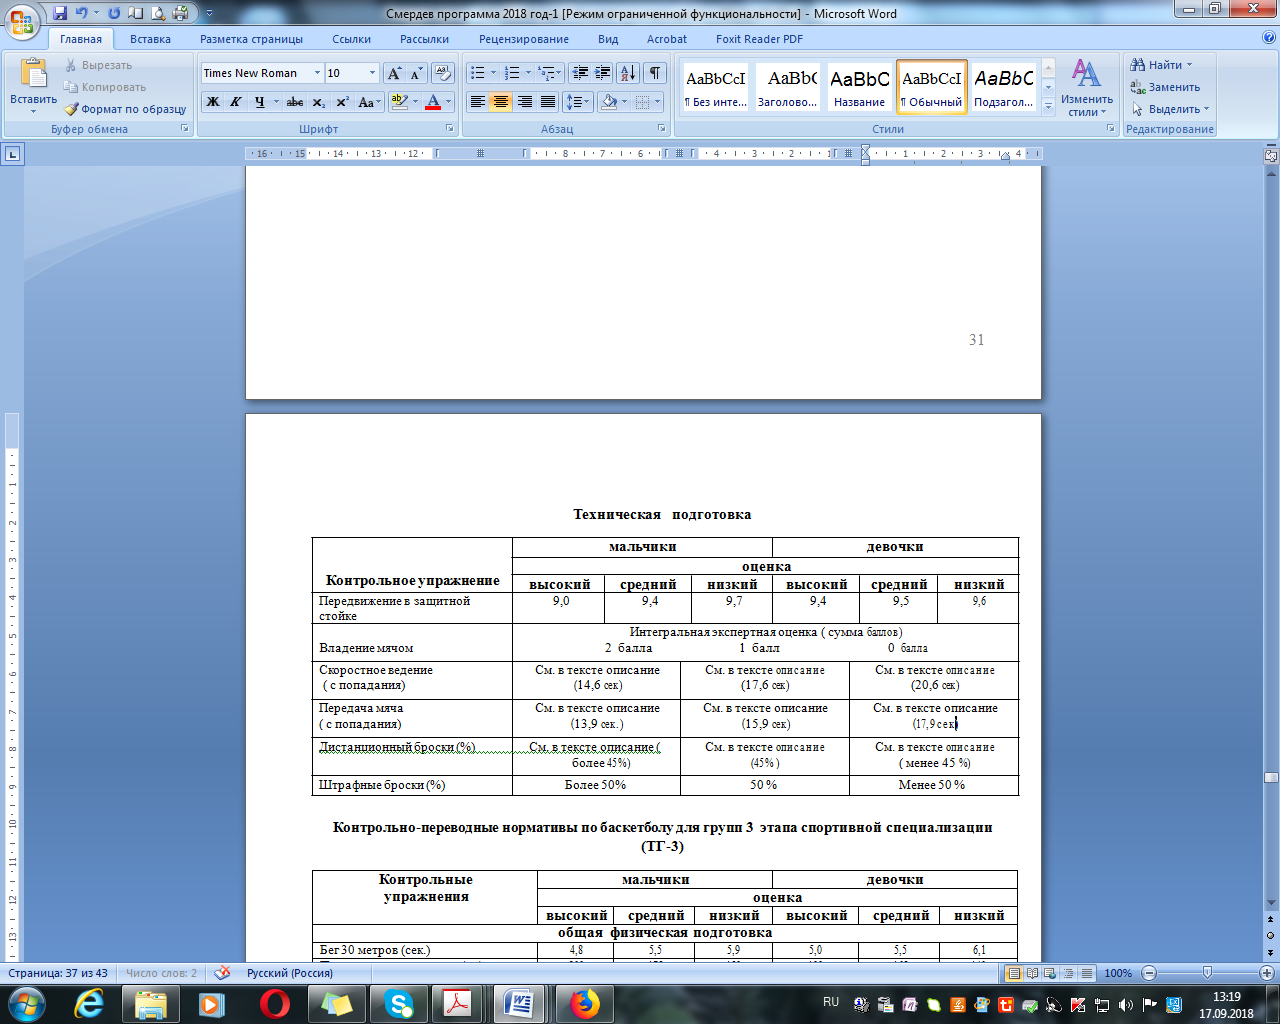 Смердев программа 2018 год-1 [Режим ограниченной функциональности] - Microsoft Word
Главная Вставка Разметка страницы Ссылки Рассылки Рецензирование Вид Acrobat Foxit Reader PDF
Вставить
Вырезать
Копировать
Формат по образцу
Буфер обмена
Times New Roman 10
Ж К Ч abc x₂ x² Aa
Шрифт
Абзац
AaBbCcI AaBbC AaBbC AaBbCcI AaBbC
¶ Без инте... Заголово... Название ¶ Обычный Подзагол...
Изменить стили
Стили
Найти
Заменить
Выделить
Редактирование
31
Техническая подготовка
Контрольное упражнение мальчики девочки
оценка
высокий средний низкий высокий средний низкий
Передвижение в защитной стойке 9,0 9,4 9,7 9,4 9,5 9,6
Интегральная экспертная оценка ( сумма баллов)
Владение мячом 2 балла 1 балл 0 балла
Скоростное ведение См. в тексте описание См. в тексте описание См. в тексте описание
( с попадания) (14,6 сек) (17,6 сек) (20,6 сек)
Передача мяча См. в тексте описание См. в тексте описание См. в тексте описание
( с попадания) (13,9 сек. ) (15,9 сек) (17,9 сек)
Дистанционный броски (%) См. в тексте описание ( См. в тексте описание См. в тексте описание
более 45%) (45% ) ( менее 45 %)
Штрафные броски (%) Более 50% 50 % Менее 50 %
Контрольно-переводные нормативы по баскетболу для групп 3 этапа спортивной специализации
(ТГ-3)
Контрольные упражнения мальчики девочки
оценка
высокий средний низкий высокий средний низкий
общая физическая подготовка
Бег 30 метров (сек.) 4,8 5,5 5,9 5,0 5,5 6,1
Страница: 37 из 43 Число слов: 2 Русский (Россия) 100%
RU 13:19
17.09.2018